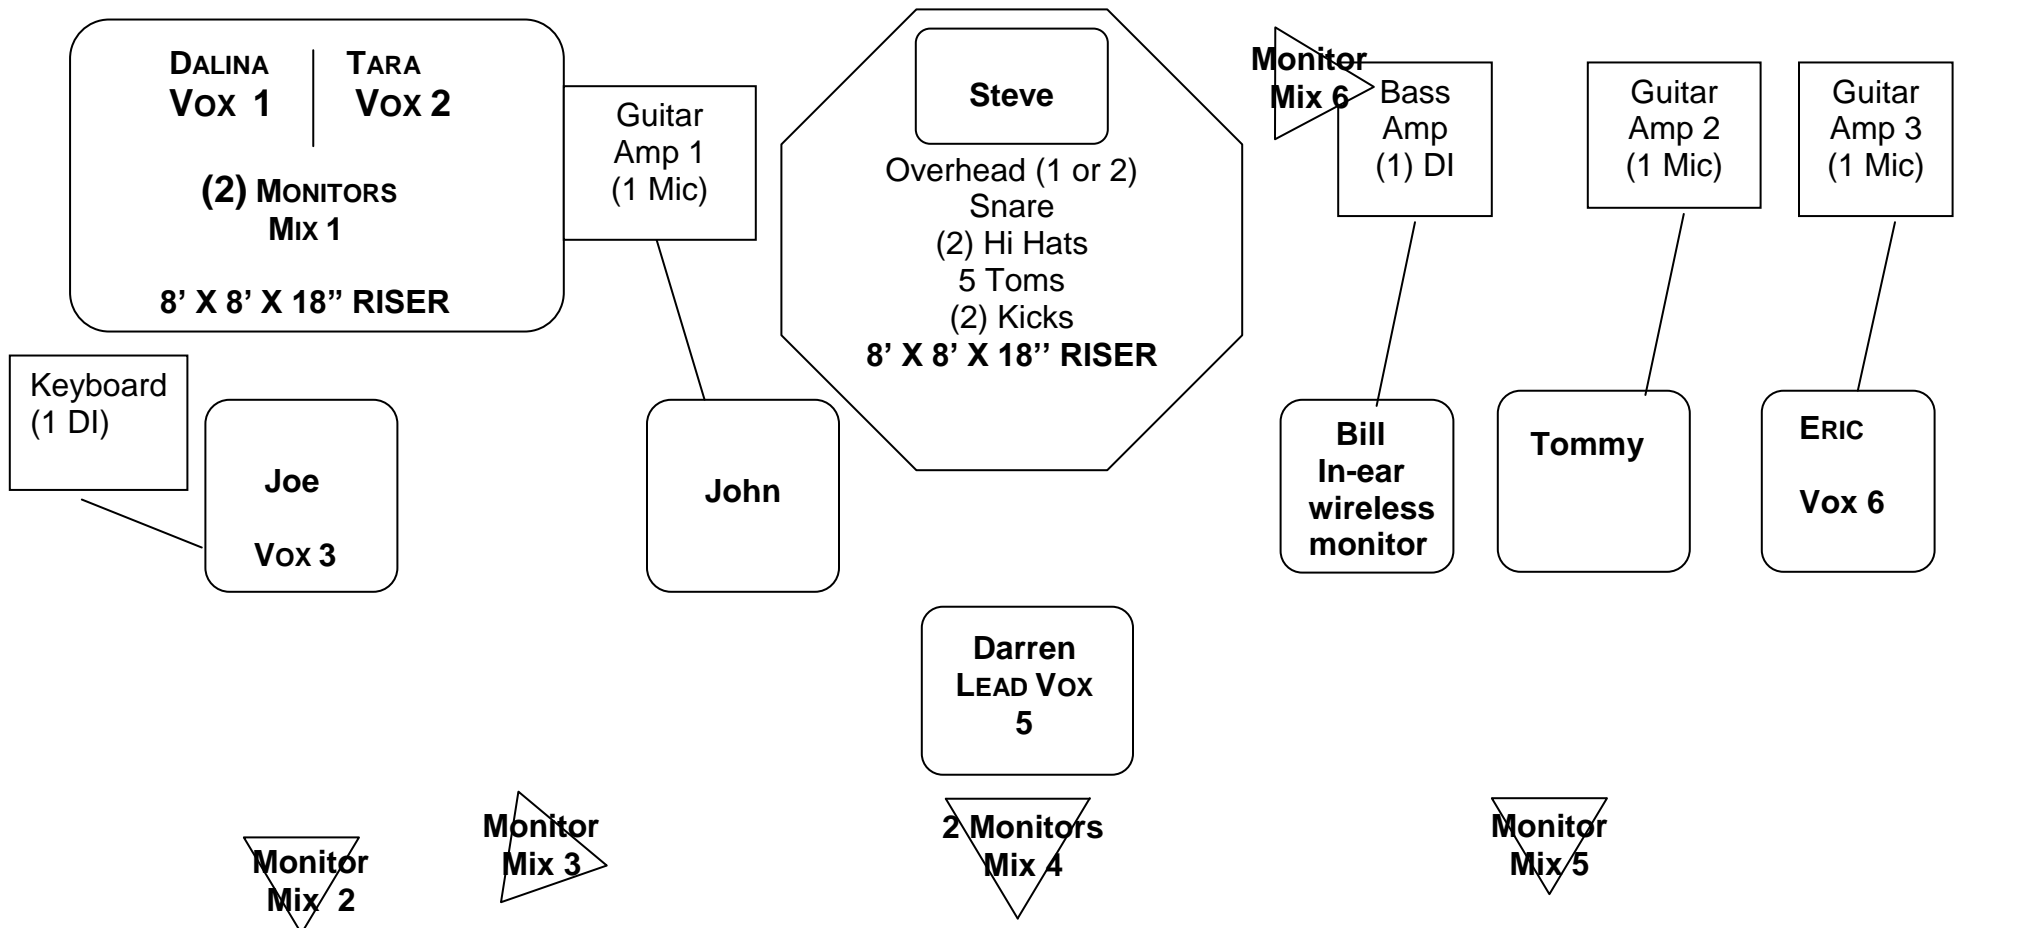 DALINA
VOX 1
TARA
VOX 2
(2) MONITORS
MIX 1
8’ X 8’ X 18” RISER
Guitar
Amp 1
(1 Mic)
Steve
Overhead (1 or 2)
Snare
(2) Hi Hats
5 Toms
(2) Kicks
8’ X 8’ X 18’’ RISER
Monitor
Mix 6
Bass
Amp
(1) DI
Guitar
Amp 2
(1 Mic)
Guitar
Amp 3
(1 Mic)
Keyboard
(1 DI)
Joe
VOX 3
John
Bill
In-ear
wireless
monitor
Tommy
ERIC
Vox 6
Darren
LEAD VOX
5
Monitor
Mix 2
Monitor
Mix 3
2 Monitors
Mix 4
Monitor
Mix 5